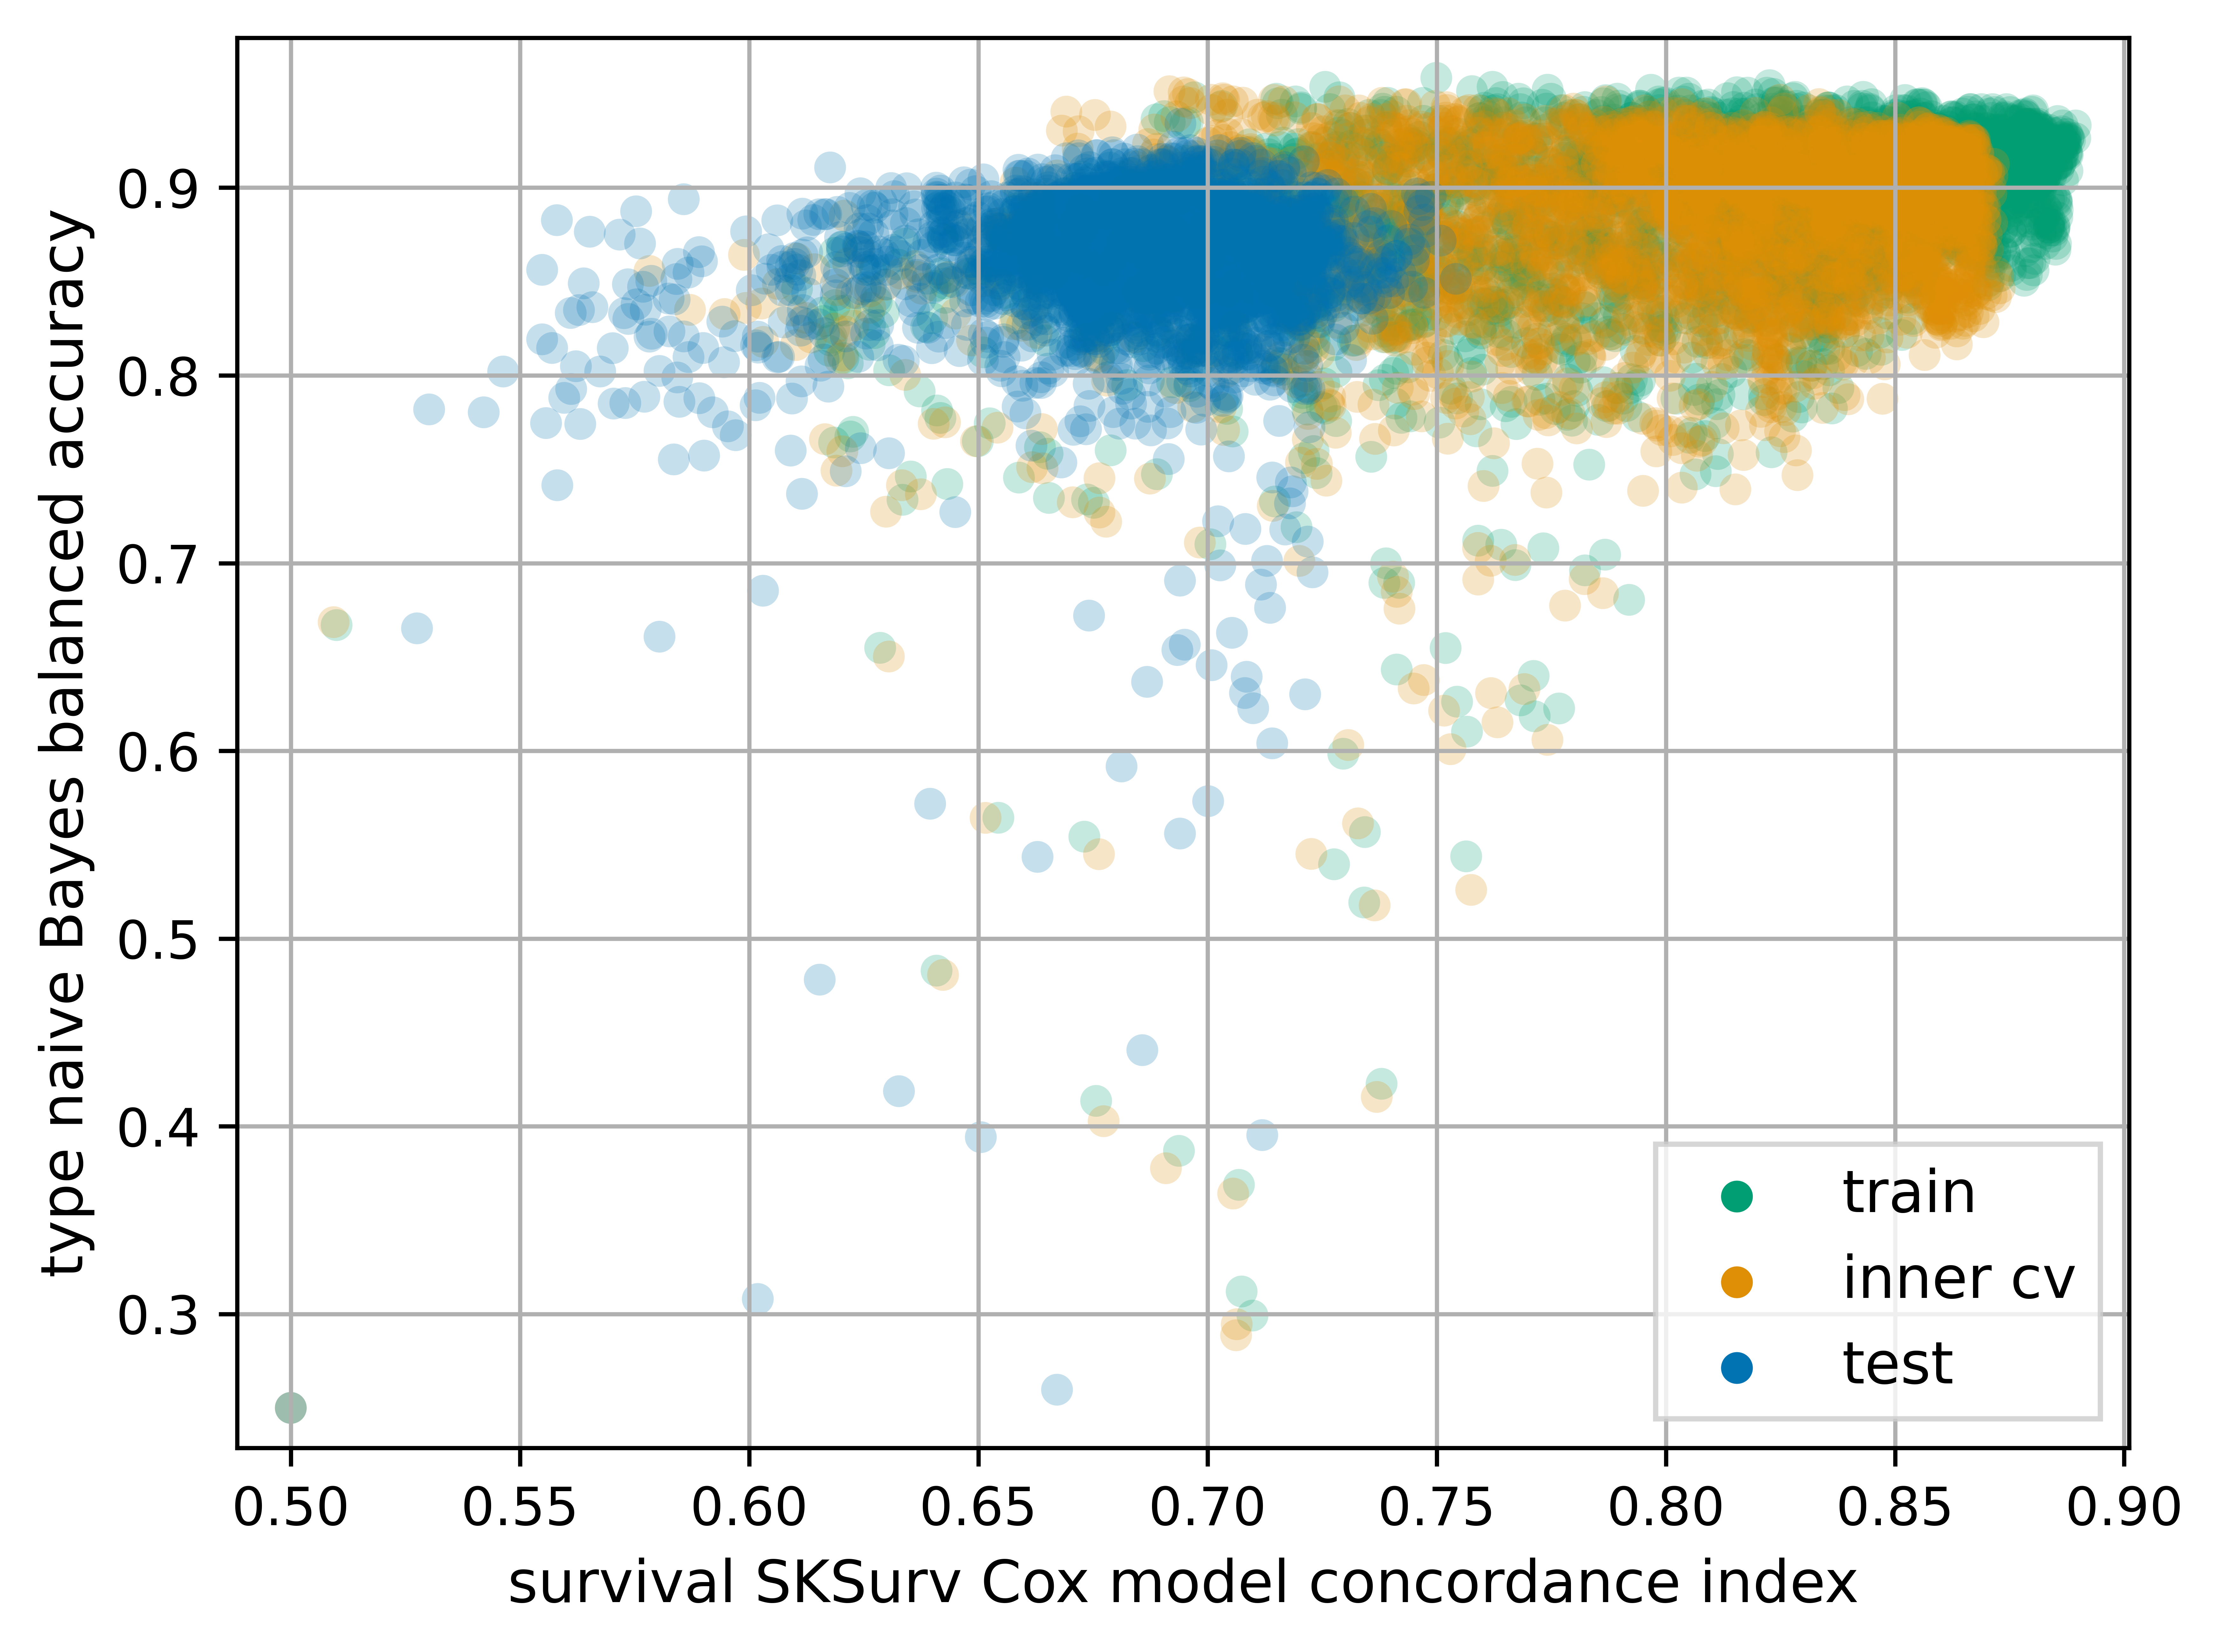 type naive Bayes balanced accuracy
0.9
0.8
0.7
0.6
0.5
0.4
0.3
train
inner cv
test
0.50 0.55 0.60 0.65 0.70 0.75 0.80 0.85 0.90
survival SKSurv Cox model concordance index